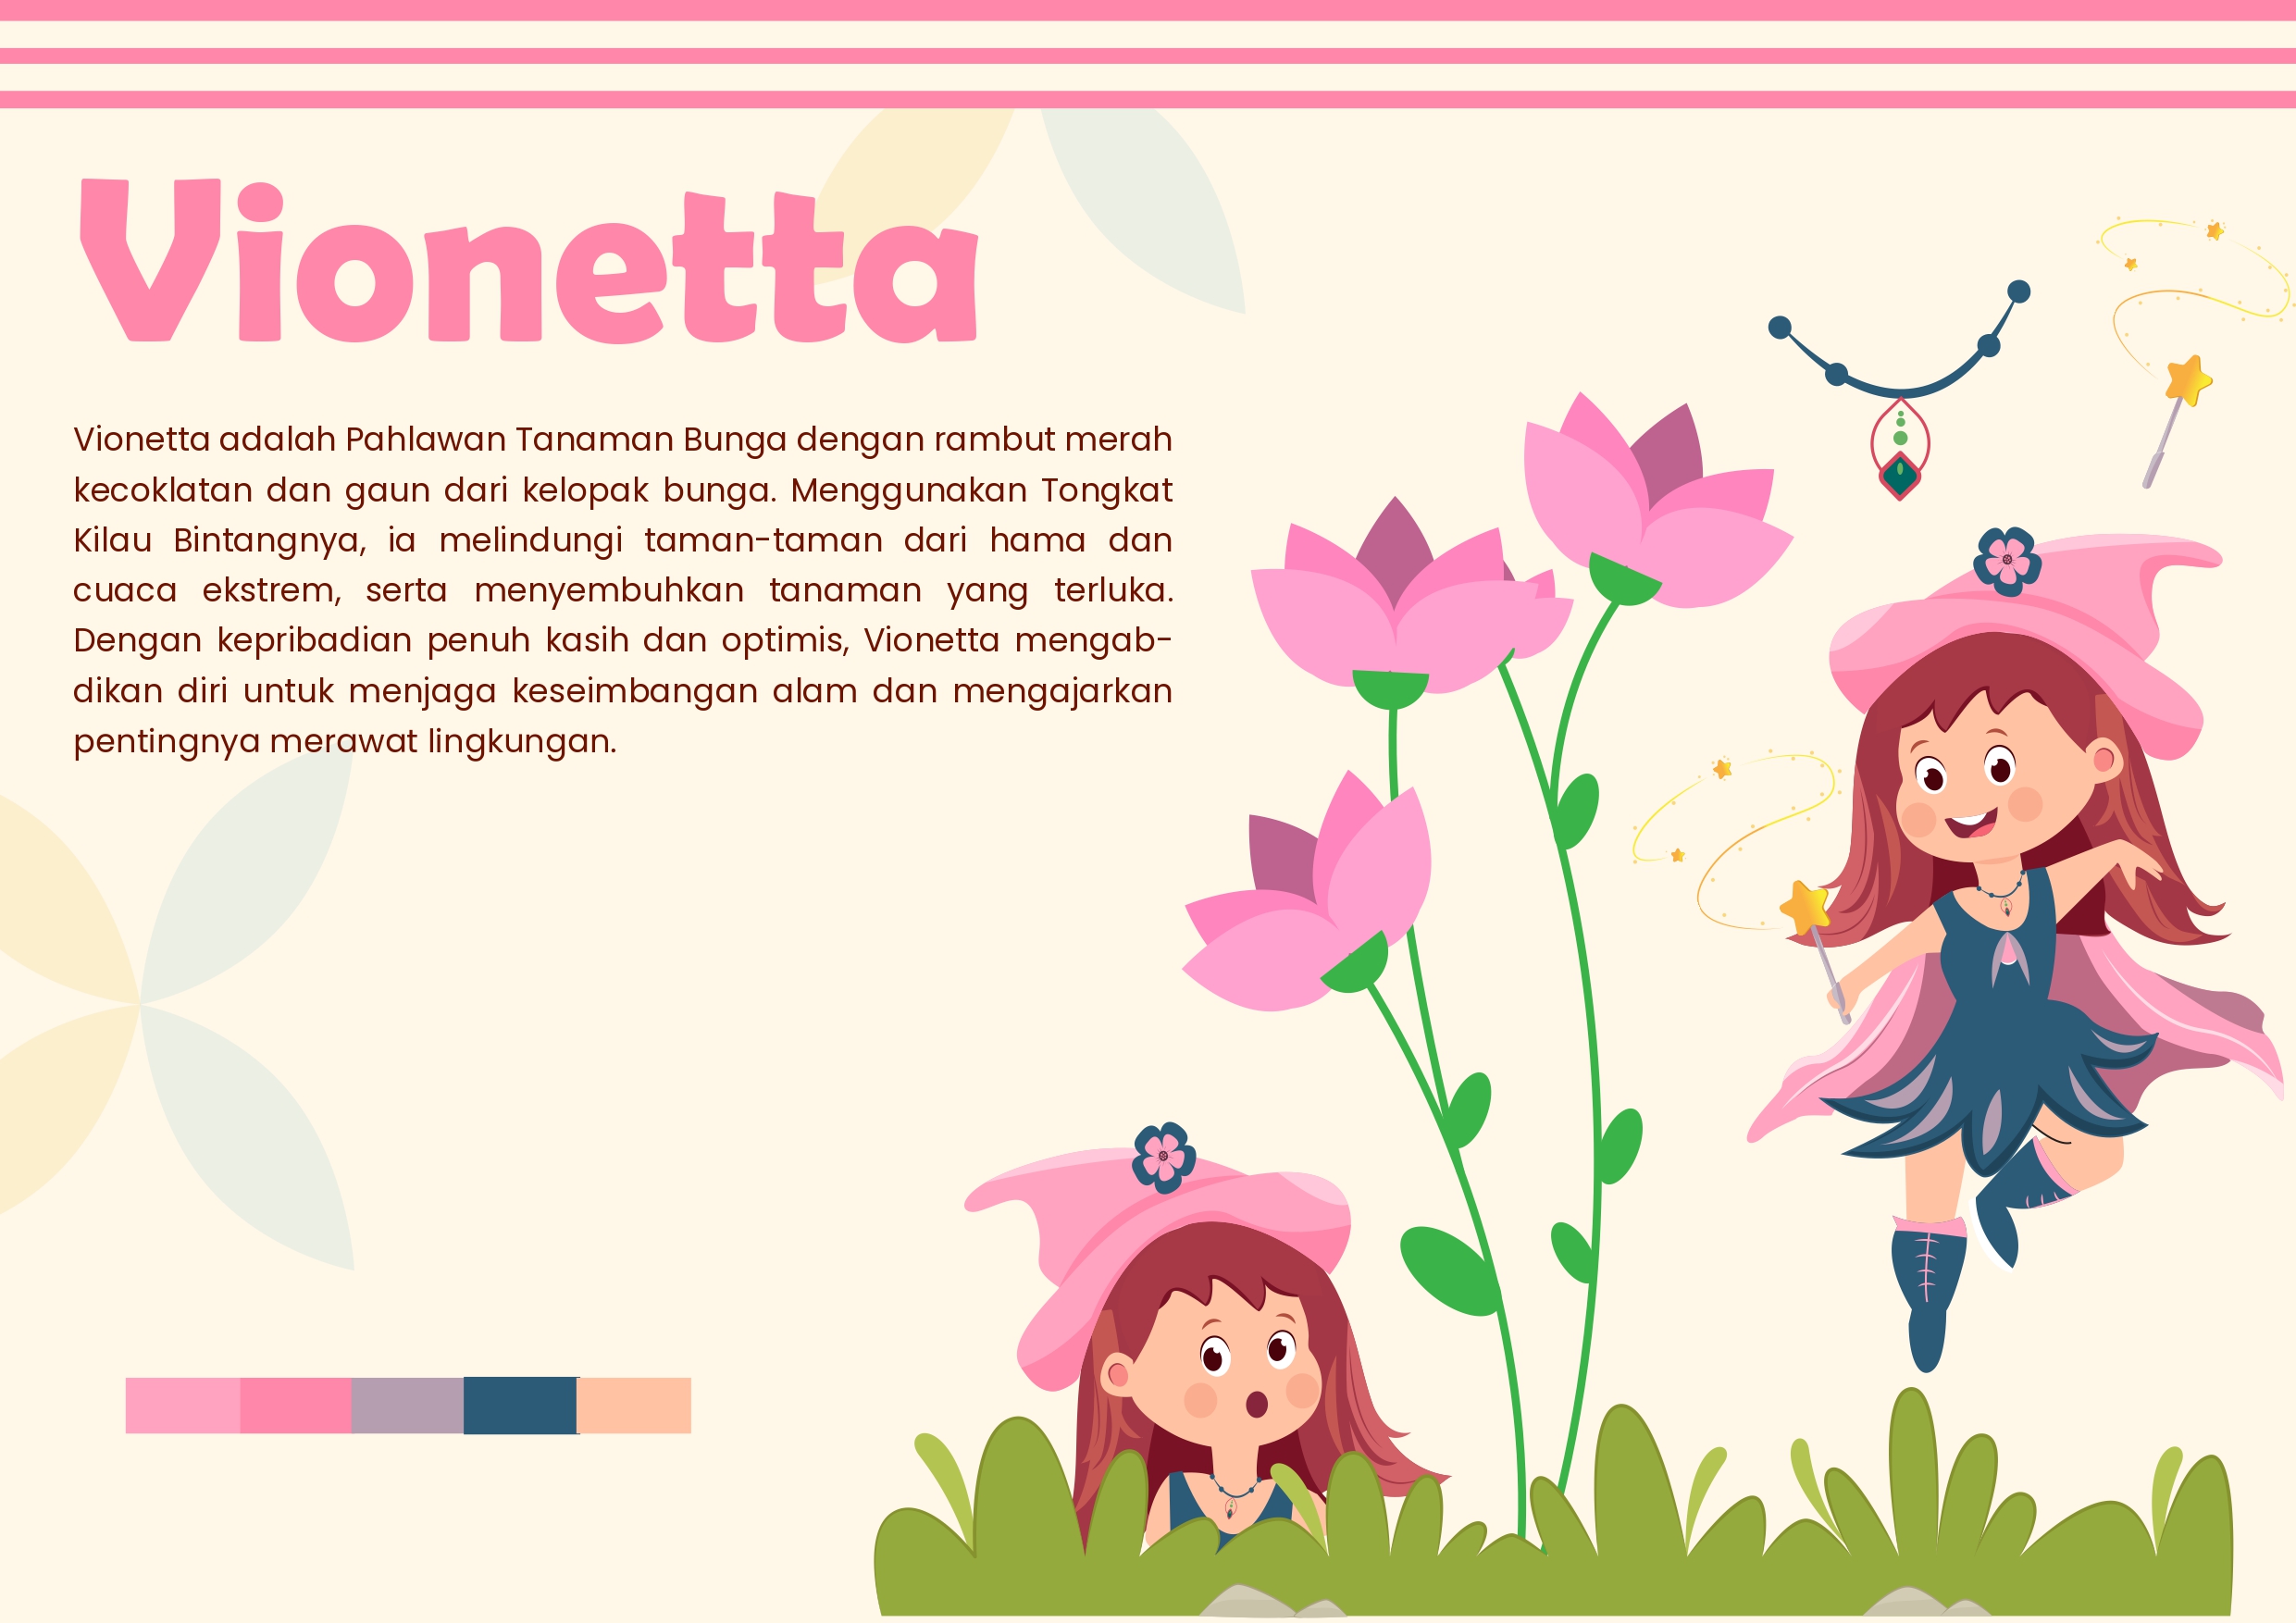 Vionetta
Vionetta adalah Pahlawan Tanaman Bunga dengan rambut merah
kecoklatan dan gaun dari kelopak bunga. Menggunakan Tongkat
Kilau Bintangnya, ia melindungi taman-taman dari hama dan
cuaca ekstrem, serta menyembuhkan tanaman yang terluka.
Dengan kepribadian penuh kasih dan optimis, Vionetta mengab-
dikan diri untuk menjaga keseimbangan alam dan mengajarkan
pentingnya merawat lingkungan.